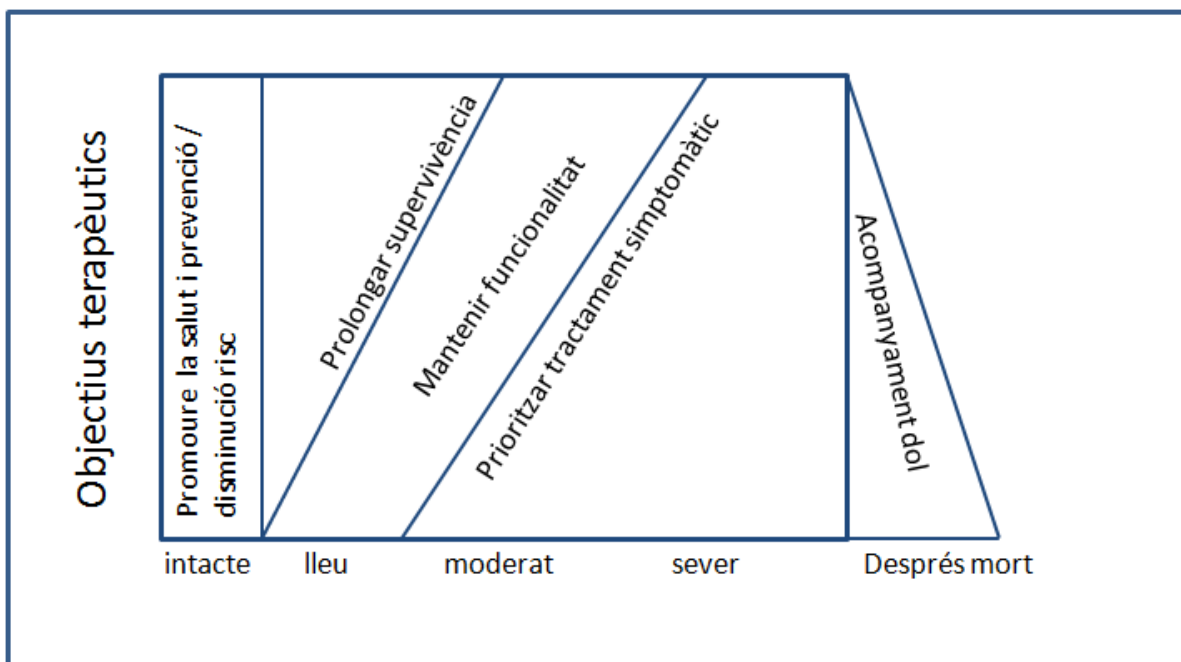 Objectius terapèutics
Promoure la salut i prevenció /
disminució risc
Prolongar supervivència
Mantenir funcionalitat
Prioritzar tractament simptomàtic
Acompanyament dol
intacte
lleu
moderat
sever
Després mort